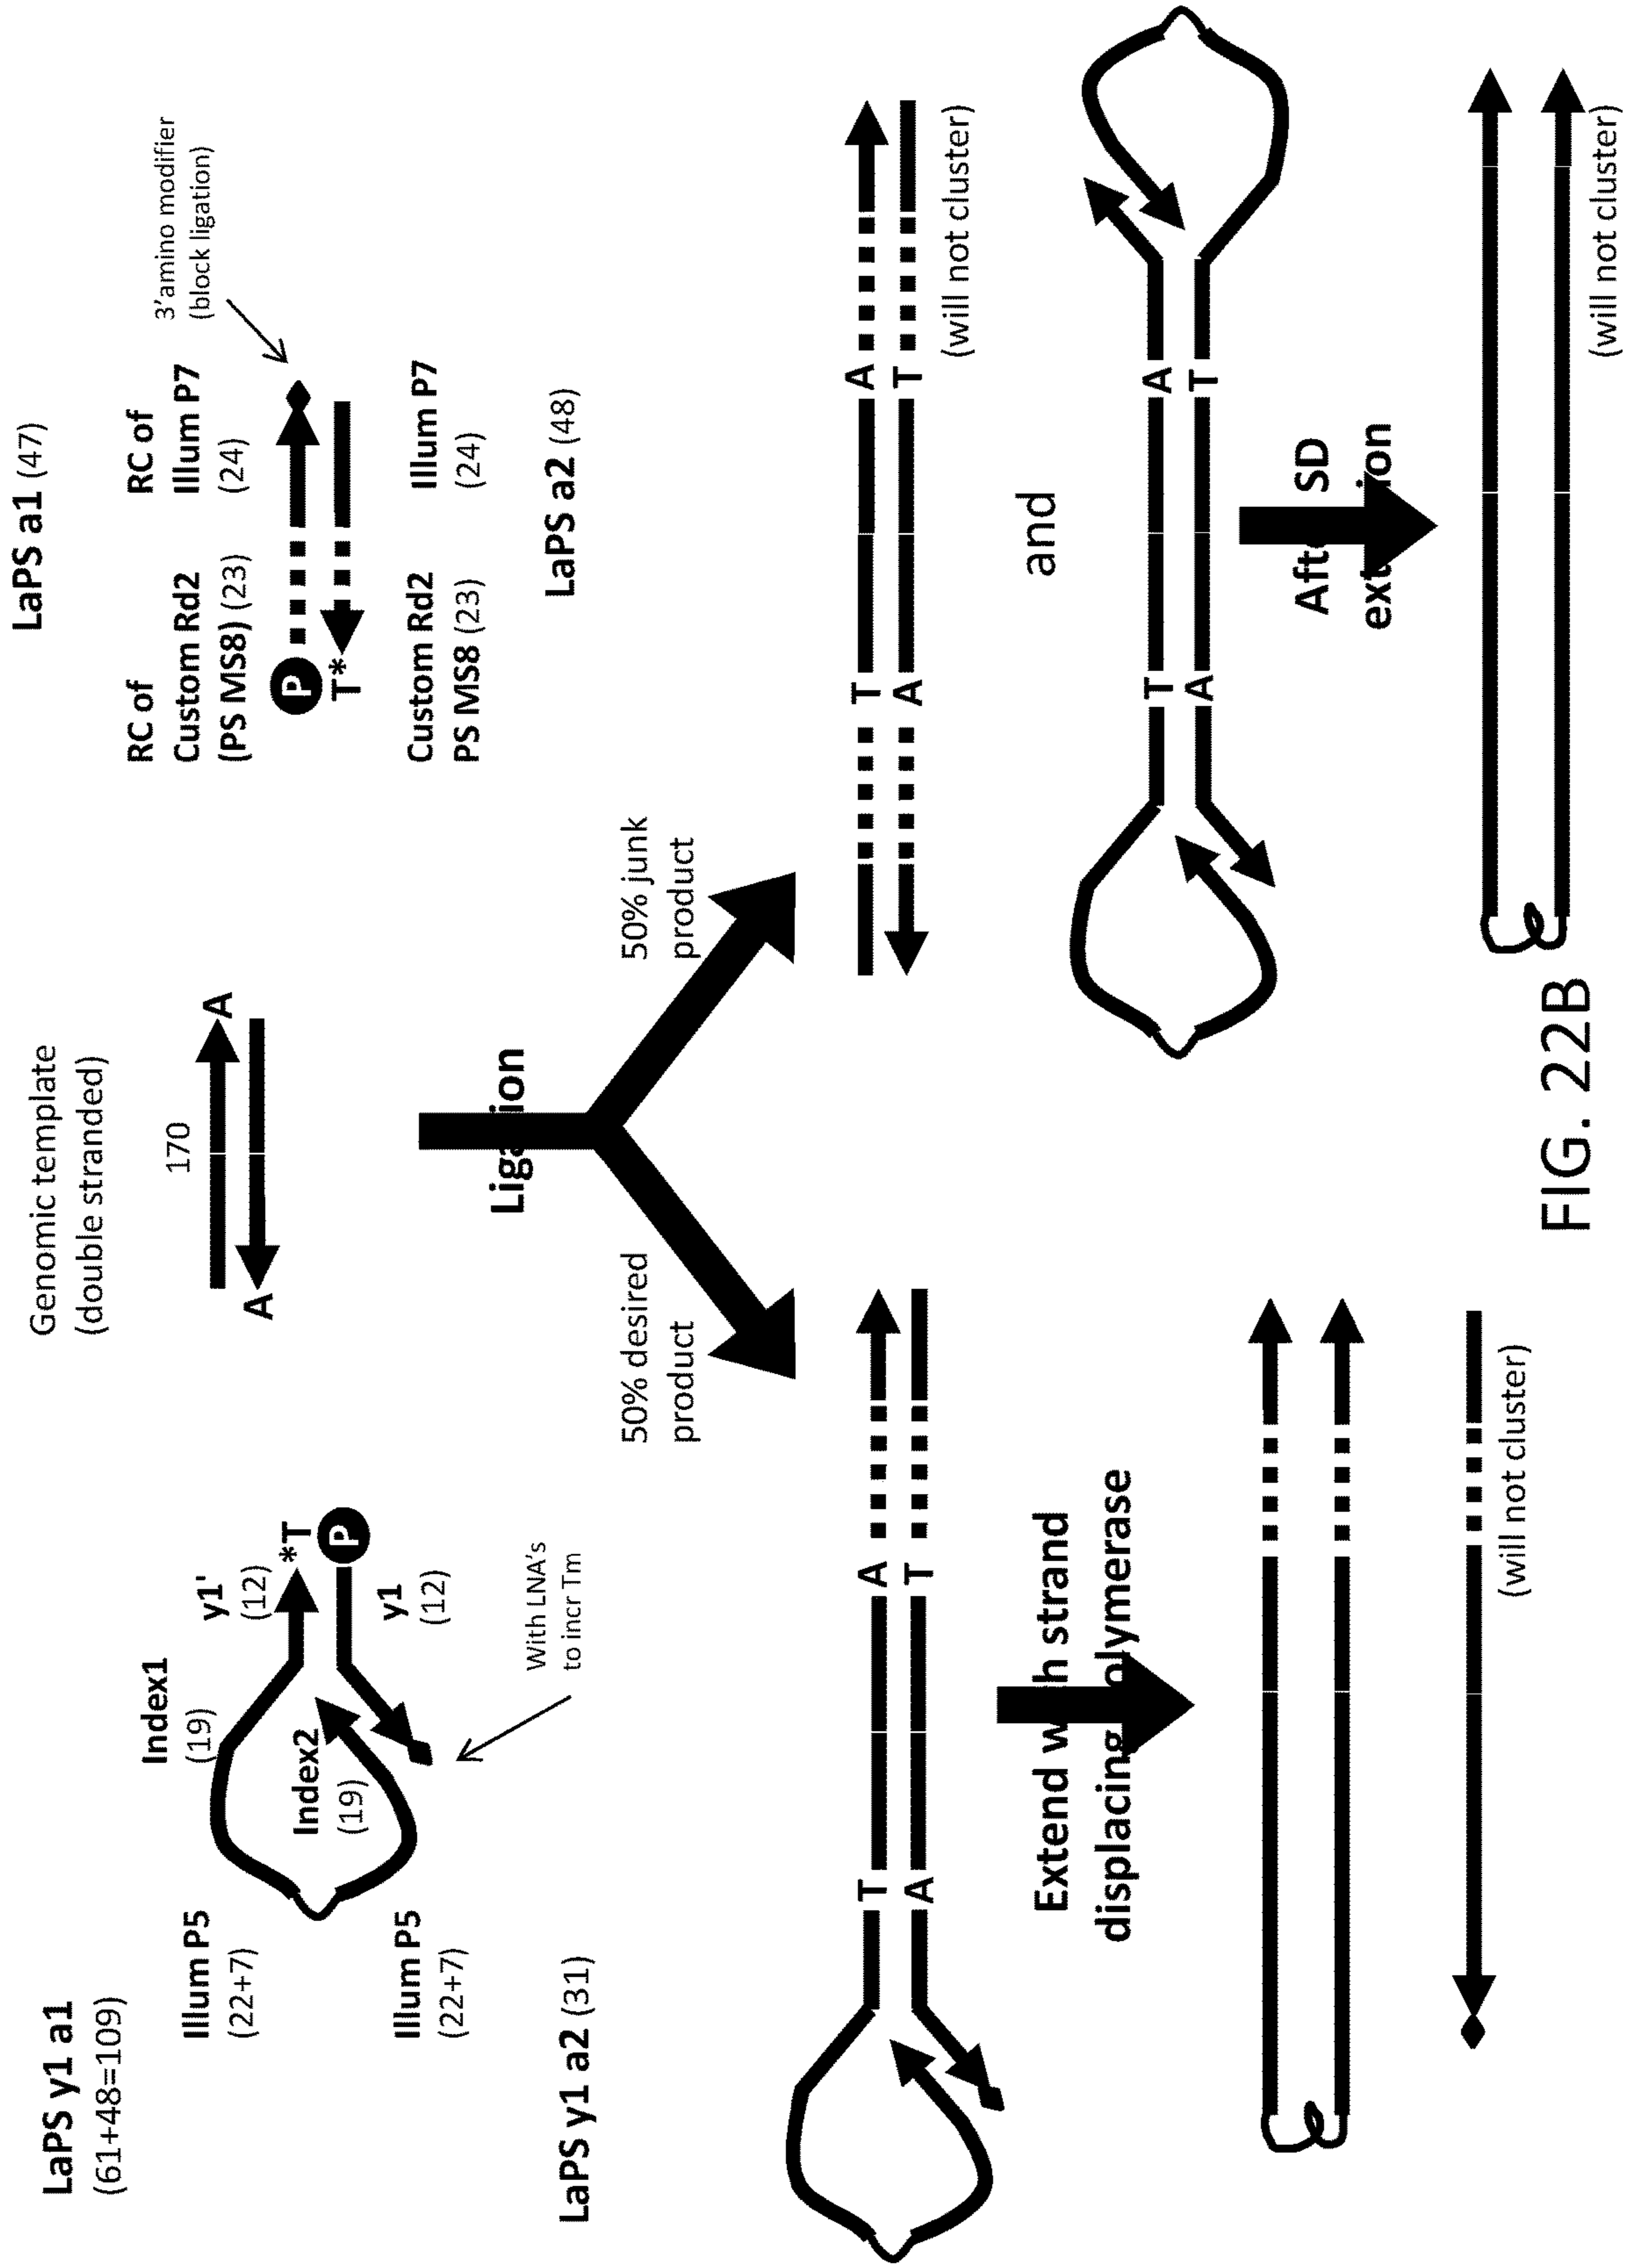 LaPS y1 a1
(61+48=109)
Illum P5
(22+7)
Index1
(19)
y1'
(12)
*T
P
Index2
(19)
y1
(12)
Illum P5
(22+7)
With LNA's
to incr Tm
LaPS y1 a2 (31)
Genomic template
(double stranded)
170
A
A
LaPS a1 (47)
RC of
Custom Rd2
(PS MS8) (23)
RC of
Illum P7
(24)
3'amino modifier
(block ligation)
P
T*
Custom Rd2
PS MS8 (23)
Illum P7
(24)
LaPS a2 (48)
Ligation
50% desired
product
50% junk
product
T A
A T
Extend with strand
displacing polymerase
(will not cluster)
T A
A T
(will not cluster)
and
T A
A T
After SD
extension
(will not cluster)
FIG. 22B